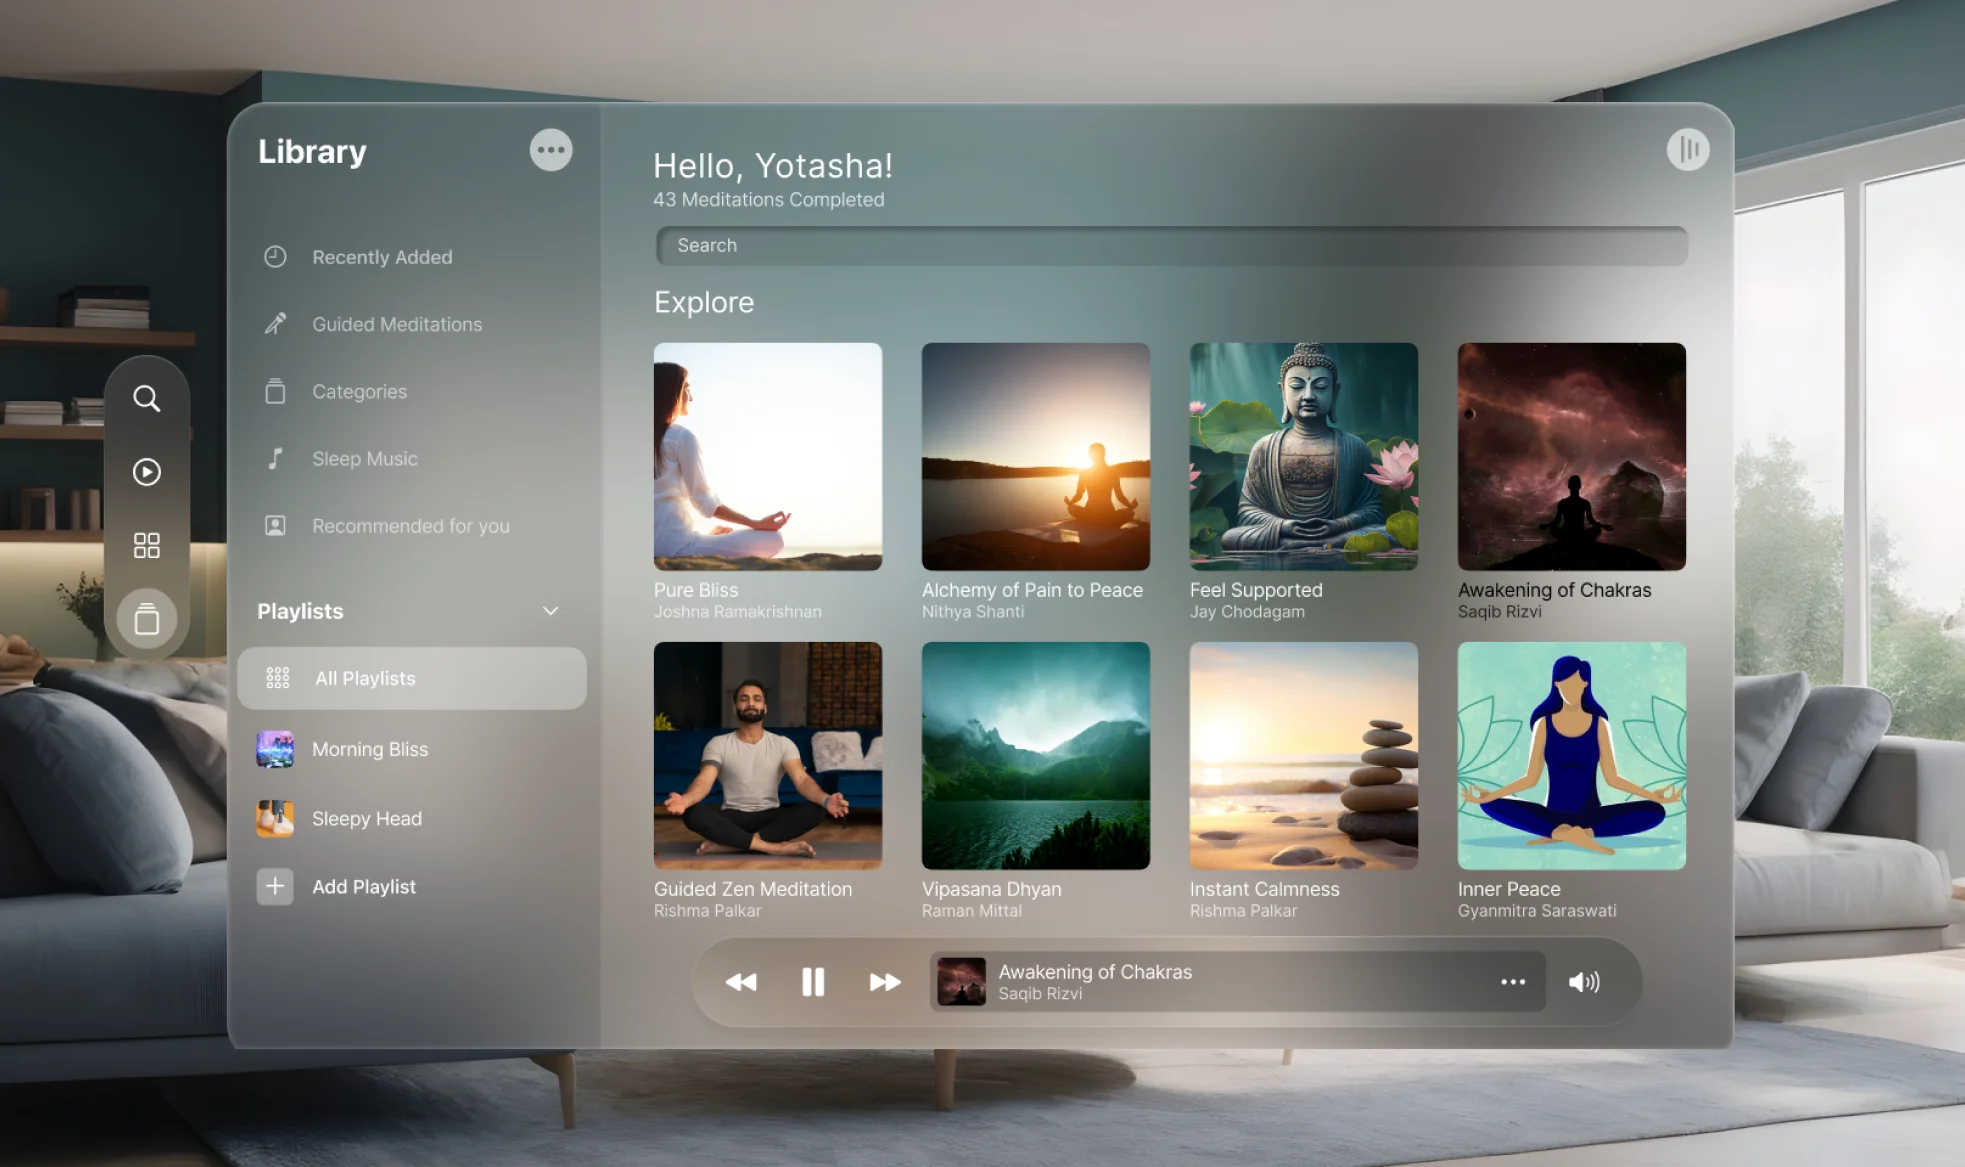 Library
Recently Added
Guided Meditations
Categories
Sleep Music
Recommended for you
Playlists
All Playlists
Morning Bliss
Sleepy Head
Add Playlist
Hello, Yotasha!
43 Meditations Completed
Search
Explore
Pure Bliss
Joshna Ramakrishnan
Alchemy of Pain to Peace
Nithya Shanti
Feel Supported
Jay Chodagam
Awakening of Chakras
Saqib Rizvi
Guided Zen Meditation
Rishma Palkar
Vipasana Dhyan
Raman Mittal
Instant Calmness
Rishma Palkar
Inner Peace
Gyanmitra Saraswati
Awakening of Chakras
Saqib Rizvi